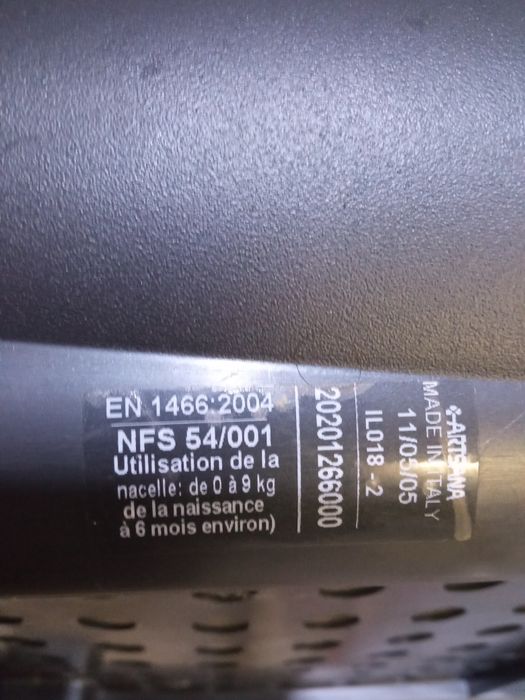 EN 1466:2004
NFS 54/001
Utilisation de la
nacelle: de 0 à 9 kg
de la naissance
à 6 mois environ)
20201266000
IL018-2
11/05/05
MADE IN ITALY
ARTSANA